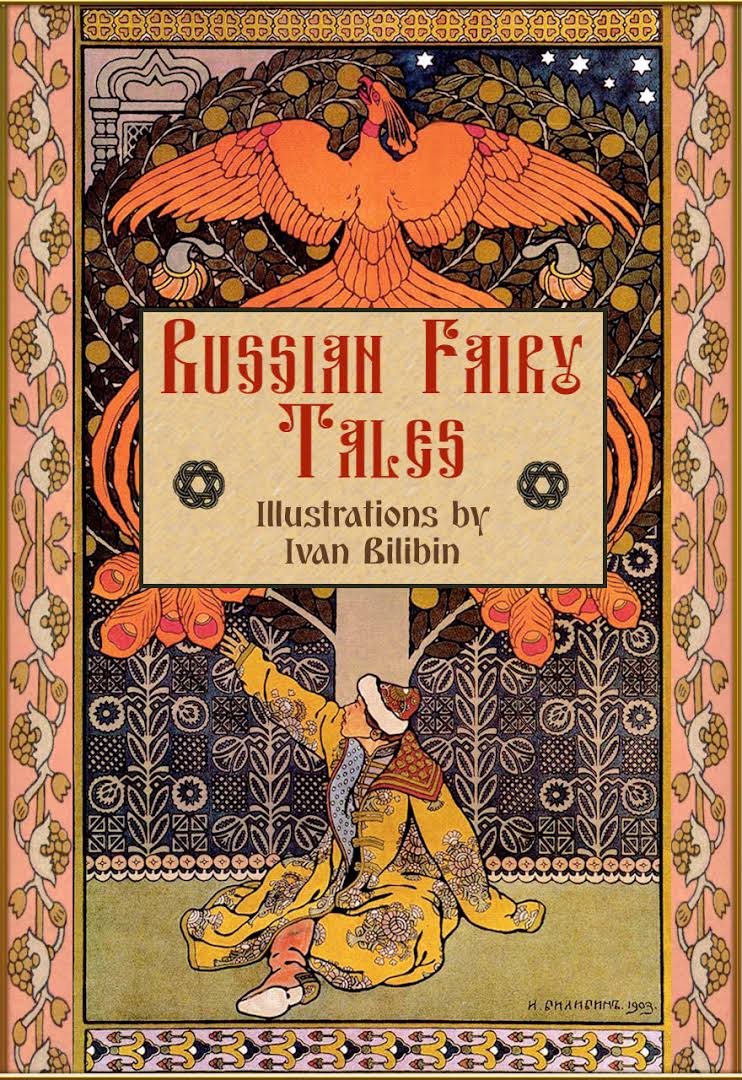 Russian Fairy
Tales
Illustrations by
Ivan Bilibin
И. БИЛИБИНЪ. 1903.